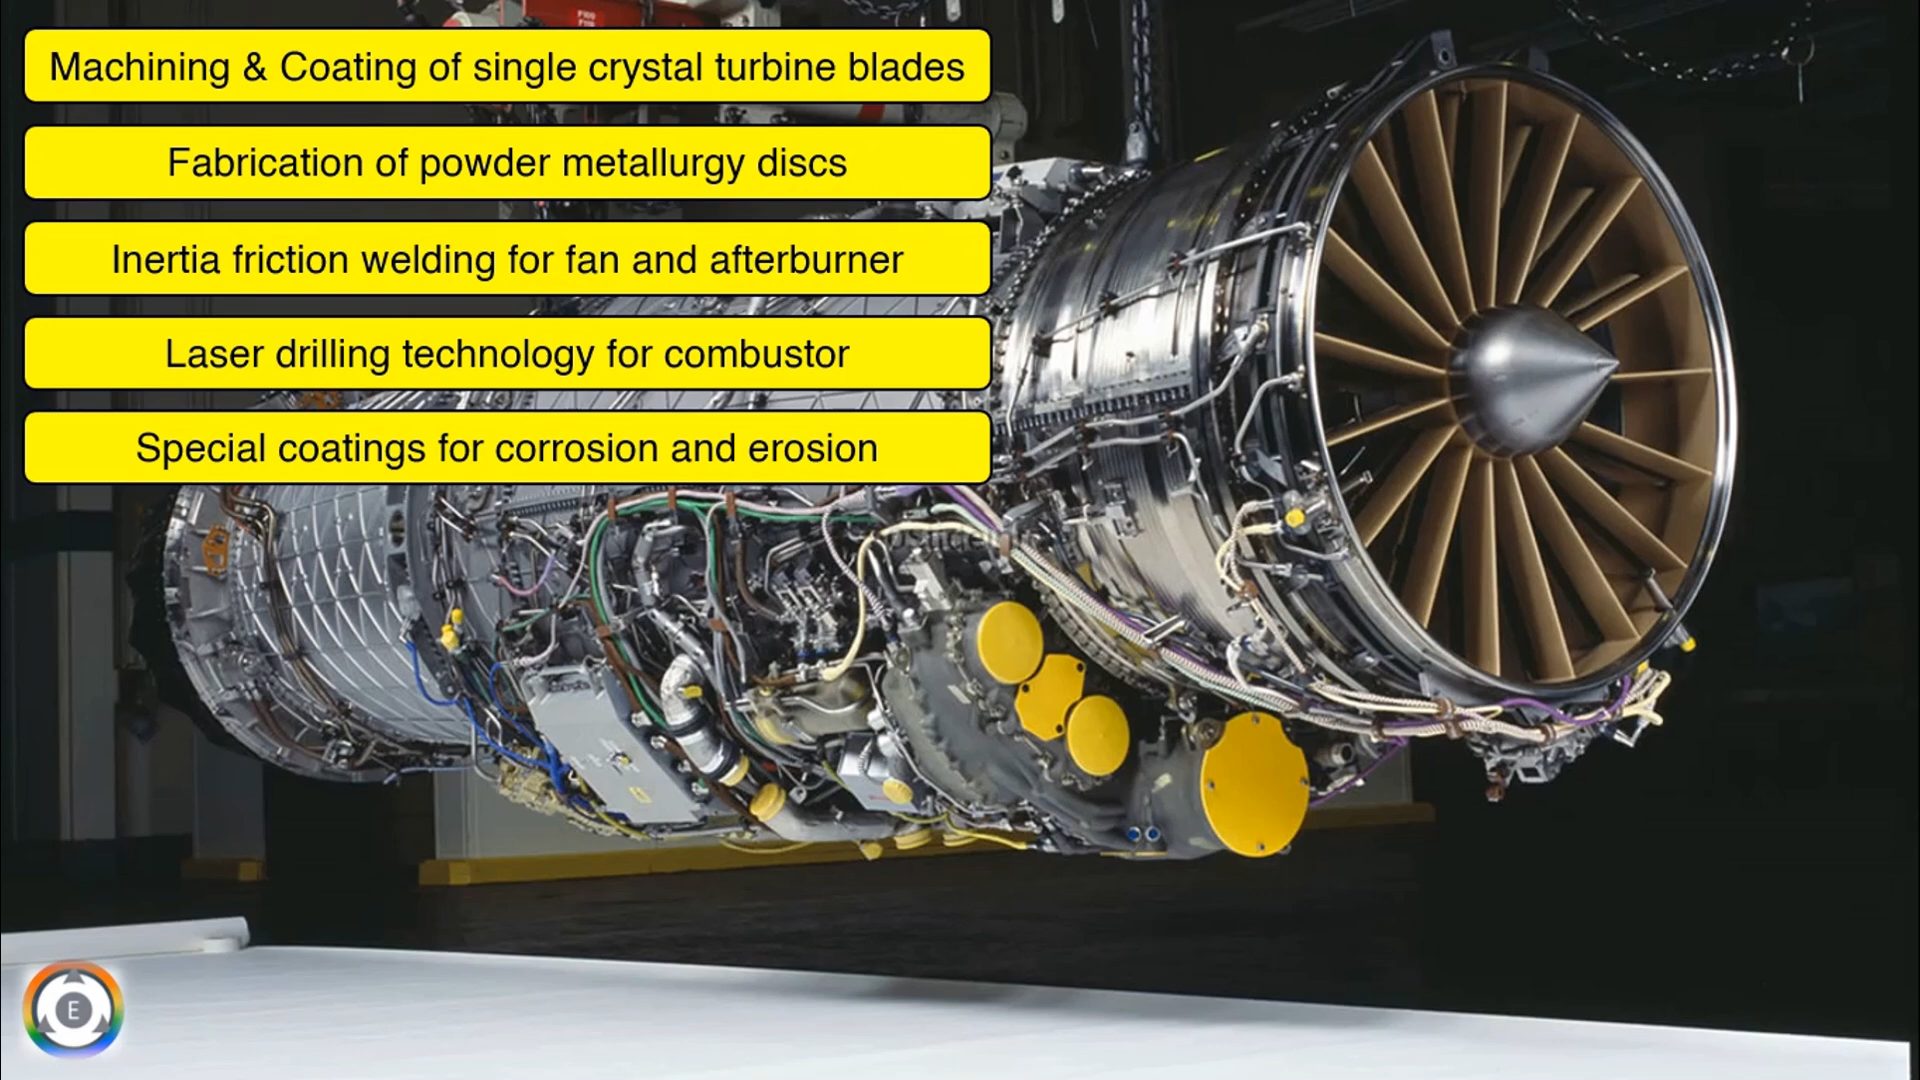 Machining & Coating of single crystal turbine blades
Fabrication of powder metallurgy discs
Inertia friction welding for fan and afterburner
Laser drilling technology for combustor
Special coatings for corrosion and erosion
E